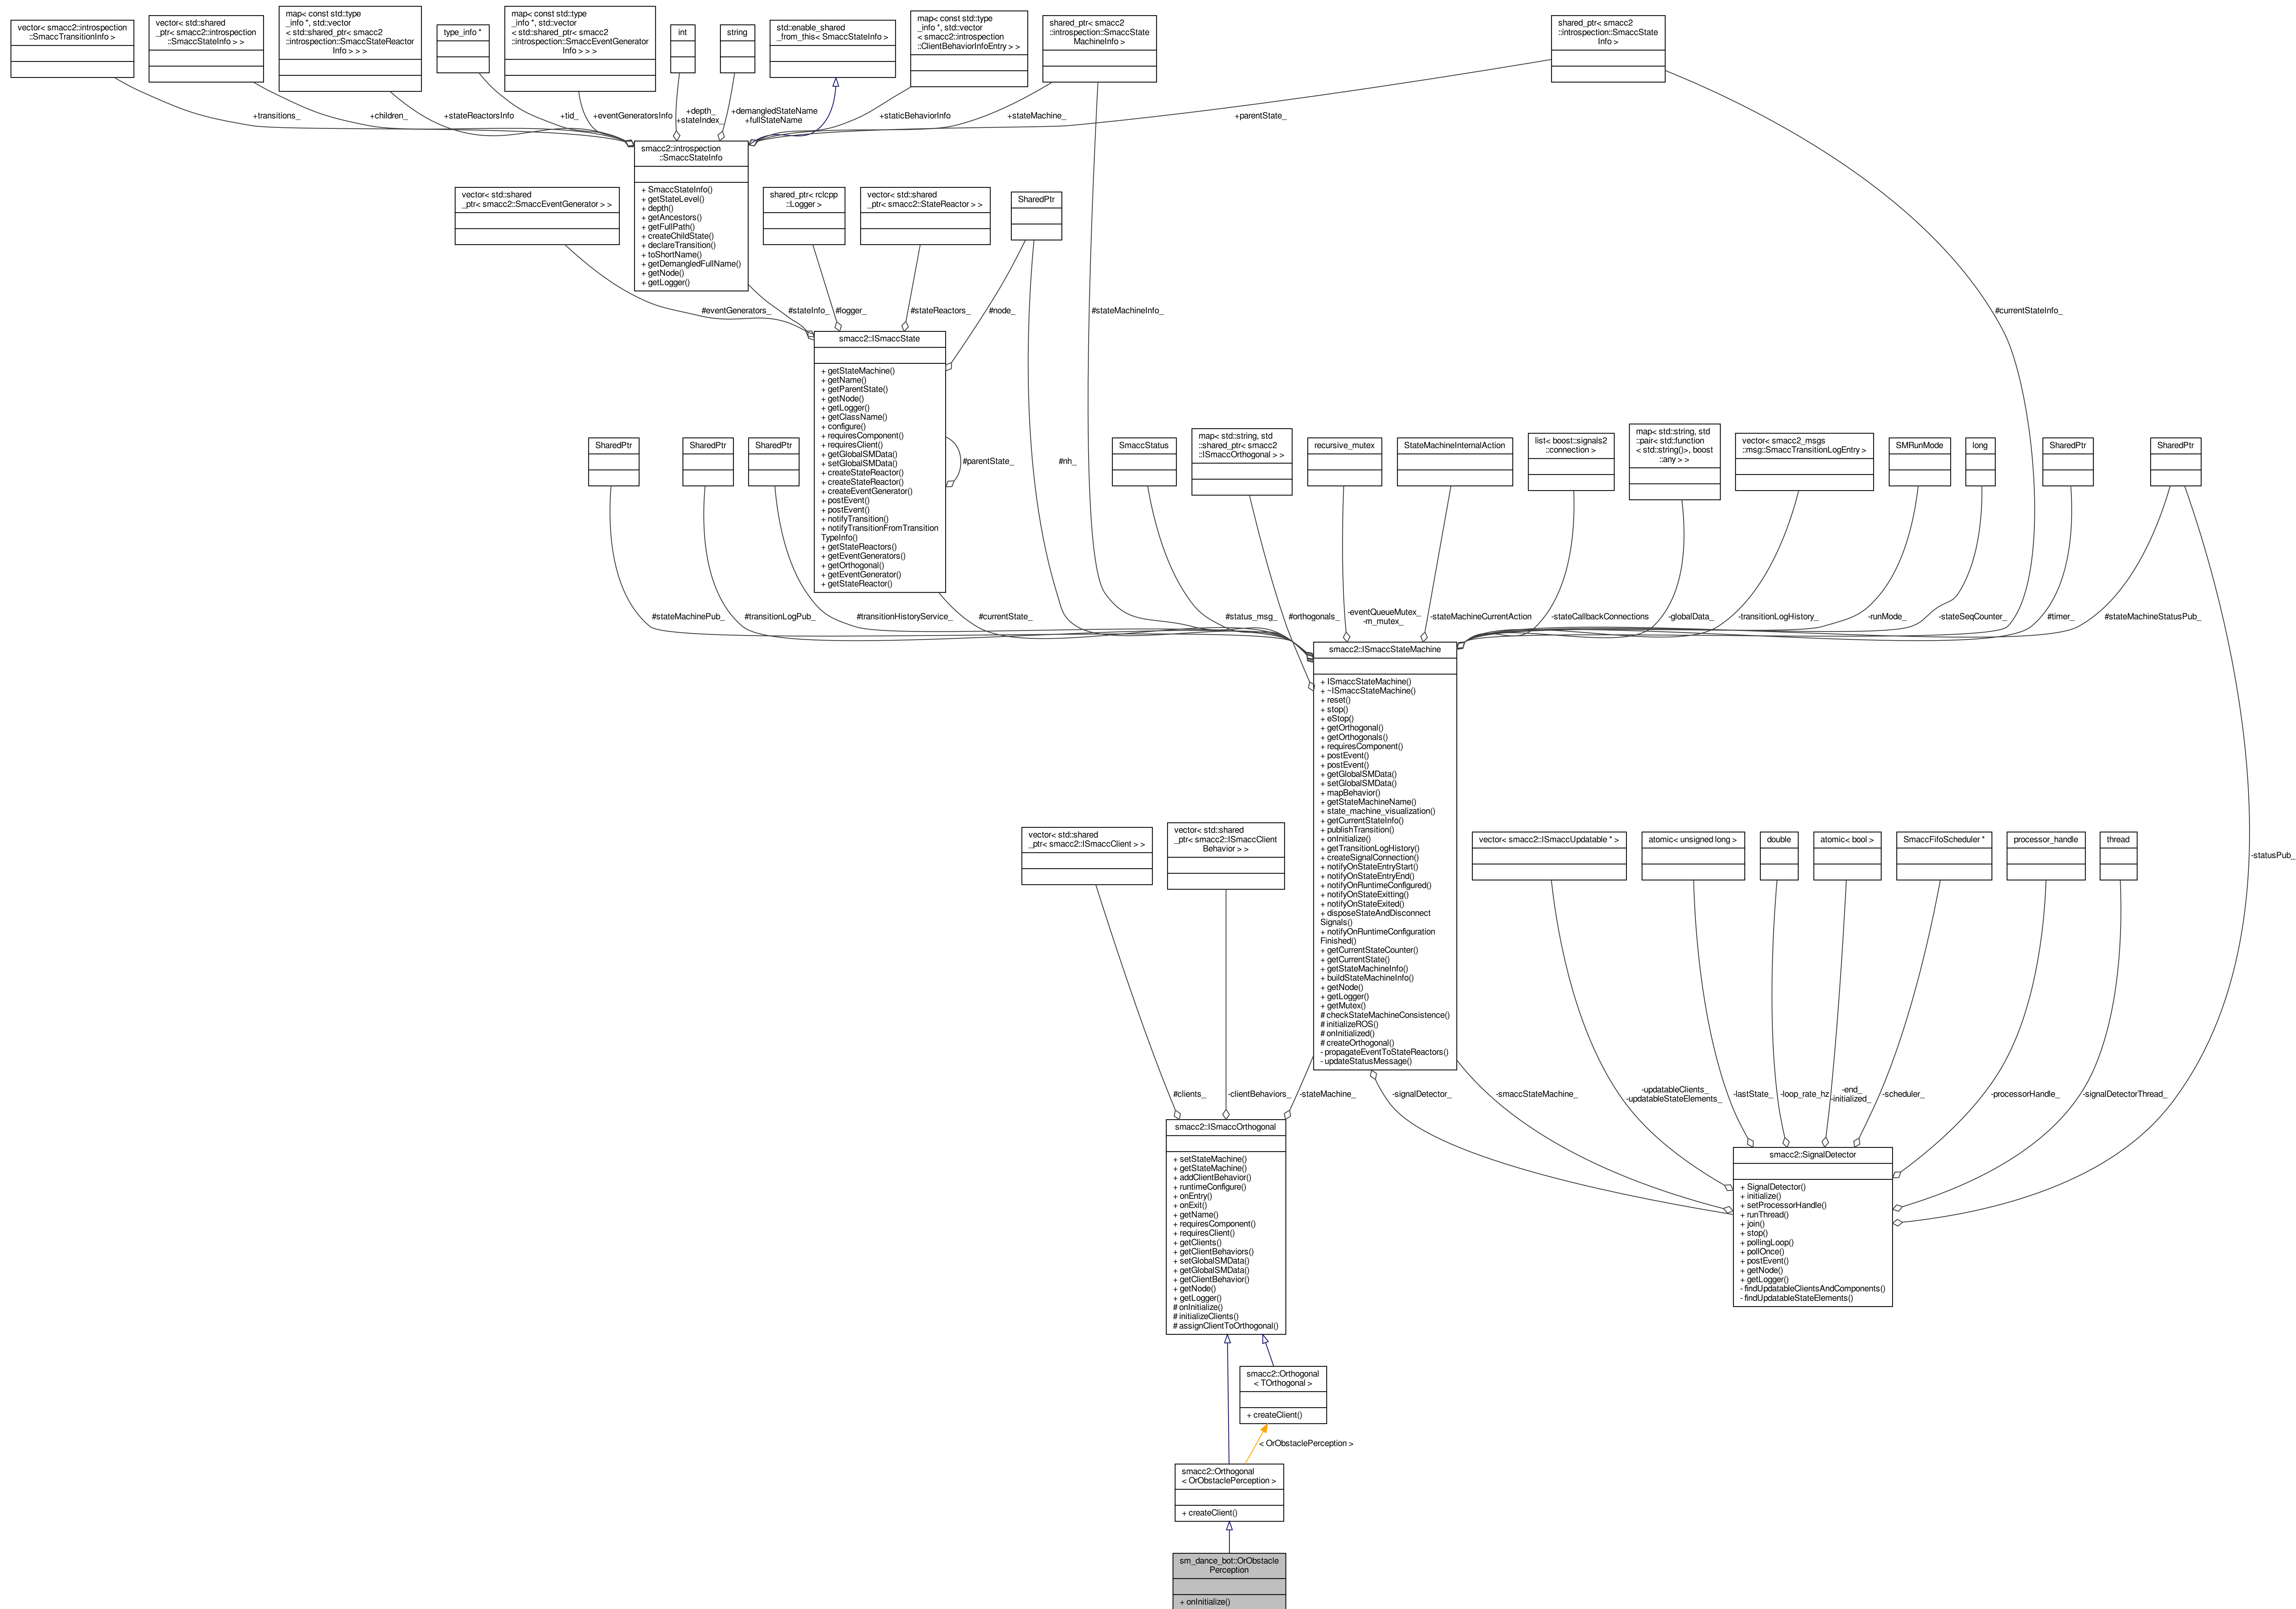 vector< smacc2::introspection
::SmaccTransitionInfo >
vector< std::shared
_ptr< smacc2::introspection
::SmaccStateInfo > >
map< const std::type
_info *, std::vector
< std::shared_ptr< smacc2
::introspection::SmaccStateReactor
Info > > >
type_info *
map< const std::type
_info *, std::vector
< std::shared_ptr< smacc2
::introspection::SmaccEventGenerator
Info > > >
int
string
std::enable_shared
_from_this< SmaccStateInfo >
map< const std::type
_info *, std::vector
< smacc2::introspection
::ClientBehaviorInfoEntry > >
shared_ptr< smacc2
::introspection::SmaccState
MachineInfo >
shared_ptr< smacc2
::introspection::SmaccState
Info >
+transitions_
+children_
+stateReactorsInfo
+tid_
+eventGeneratorsInfo
+depth_
+stateIndex_
+demangledStateName
+fullStateName
+staticBehaviorInfo
+stateMachine_
+parentState_
smacc2::introspection
::SmaccStateInfo
+ SmaccStateInfo()
+ getStateLevel()
+ depth()
+ getAncestors()
+ getFullPath()
+ createChildState()
+ declareTransition()
+ toShortName()
+ getDemangledFullName()
+ getNode()
+ getLogger()
vector< std::shared
_ptr< smacc2::SmaccEventGenerator > >
shared_ptr< rclcpp
::Logger >
vector< std::shared
_ptr< smacc2::StateReactor > >
SharedPtr
#eventGenerators_
#stateInfo_
#logger_
#stateReactors_
#node_
#stateMachineInfo_
#currentStateInfo_
smacc2::ISmaccState
+ getStateMachine()
+ getName()
+ getParentState()
+ getNode()
+ getLogger()
+ getClassName()
+ configure()
+ requiresComponent()
+ requiresClient()
+ getGlobalSMData()
+ setGlobalSMData()
+ createStateReactor()
+ createStateReactor()
+ createEventGenerator()
+ postEvent()
+ postEvent()
+ notifyTransition()
+ notifyTransitionFromTransition
TypeInfo()
+ getStateReactors()
+ getEventGenerators()
+ getOrthogonal()
+ getEventGenerator()
+ getStateReactor()
#parentState_
#nh_
SharedPtr
SharedPtr
SharedPtr
SmaccStatus
map< std::string, std
::shared_ptr< smacc2
::ISmaccOrthogonal > >
recursive_mutex
StateMachineInternalAction
list< boost::signals2
::connection >
map< std::string, std
::pair< std::function
< std::string()>, boost
::any > >
vector< smacc2_msgs
::msg::SmaccTransitionLogEntry >
SMRunMode
long
SharedPtr
SharedPtr
#stateMachinePub_
#transitionLogPub_
#transitionHistoryService_
#currentState_
#status_msg_
#orthogonals_
-eventQueueMutex_
-m_mutex_
-stateMachineCurrentAction
-stateCallbackConnections
-globalData_
-transitionLogHistory_
-runMode_
-stateSeqCounter_
#timer_
#stateMachineStatusPub_
-statusPub_
smacc2::ISmaccStateMachine
+ ISmaccStateMachine()
+ ~ISmaccStateMachine()
+ reset()
+ stop()
+ eStop()
+ getOrthogonal()
+ getOrthogonals()
+ requiresComponent()
+ postEvent()
+ postEvent()
+ getGlobalSMData()
+ setGlobalSMData()
+ mapBehavior()
+ getStateMachineName()
+ state_machine_visualization()
+ getCurrentStateInfo()
+ publishTransition()
+ onInitialize()
+ getTransitionLogHistory()
+ createSignalConnection()
+ notifyOnStateEntryStart()
+ notifyOnStateEntryEnd()
+ notifyOnRuntimeConfigured()
+ notifyOnStateExitting()
+ notifyOnStateExited()
+ disposeStateAndDisconnect
Signals()
+ notifyOnRuntimeConfiguration
Finished()
+ getCurrentStateCounter()
+ getCurrentState()
+ getStateMachineInfo()
+ buildStateMachineInfo()
+ getNode()
+ getLogger()
+ getMutex()
# checkStateMachineConsistence()
# initializeROS()
# onInitialized()
# createOrthogonal()
- propagateEventToStateReactors()
- updateStatusMessage()
vector< std::shared
_ptr< smacc2::ISmaccClient > >
vector< std::shared
_ptr< smacc2::ISmaccClient
Behavior > >
vector< smacc2::ISmaccUpdatable * >
atomic< unsigned long >
double
atomic< bool >
SmaccFifoScheduler *
processor_handle
thread
#clients_
-clientBehaviors_
-stateMachine_
-signalDetector_
-smaccStateMachine_
-updatableClients_
-updatableStateElements_
-lastState_
-loop_rate_hz
-end_
-initialized_
-scheduler_
-processorHandle_
-signalDetectorThread_
smacc2::ISmaccOrthogonal
+ setStateMachine()
+ getStateMachine()
+ addClientBehavior()
+ runtimeConfigure()
+ onEntry()
+ onExit()
+ getName()
+ requiresComponent()
+ requiresClient()
+ getClients()
+ getClientBehaviors()
+ setGlobalSMData()
+ getGlobalSMData()
+ getClientBehavior()
+ getNode()
+ getLogger()
# onInitialize()
# initializeClients()
# assignClientToOrthogonal()
smacc2::SignalDetector
+ SignalDetector()
+ initialize()
+ setProcessorHandle()
+ runThread()
+ join()
+ stop()
+ pollingLoop()
+ pollOnce()
+ postEvent()
+ getNode()
+ getLogger()
- findUpdatableClientsAndComponents()
- findUpdatableStateElements()
smacc2::Orthogonal
< TOrthogonal >
+ createClient()
< OrObstaclePerception >
smacc2::Orthogonal
< OrObstaclePerception >
+ createClient()
sm_dance_bot::OrObstacle
Perception
+ onInitialize()